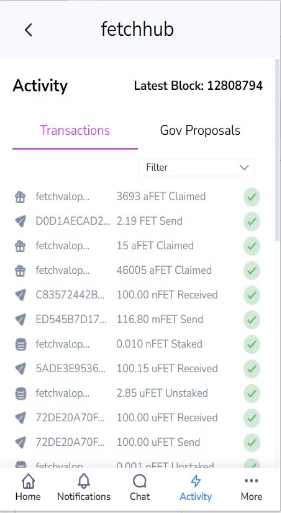 fetchhub
Activity Latest Block: 12808794
Transactions Gov Proposals
Filter
fetchvalop... 3693 aFET Claimed
D0D1AECAD2... 2.19 FET Send
fetchvalop... 15 aFET Claimed
fetchvalop... 46005 aFET Claimed
C83572442B... 100.00 nFET Received
ED545B7D17... 116.80 mFET Send
fetchvalop... 0.010 nFET Staked
5ADE3E9536... 100.15 uFET Received
fetchvalop... 2.85 uFET Unstaked
72DE20A70F... 100.00 uFET Received
72DE20A70F... 100.00 uFET Send
fetchvalop... 0.001 nFET Unstaked
Home Notifications Chat Activity More